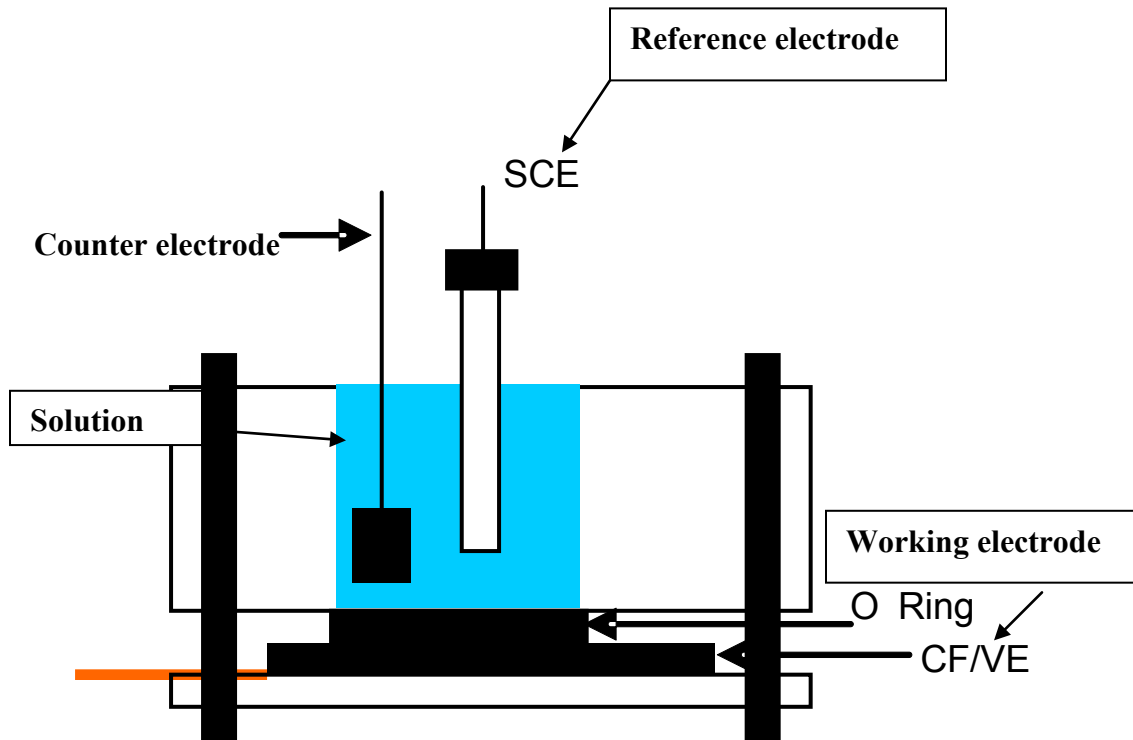 Reference electrode
SCE
Counter electrode
Solution
Working electrode
O Ring
CF/VE